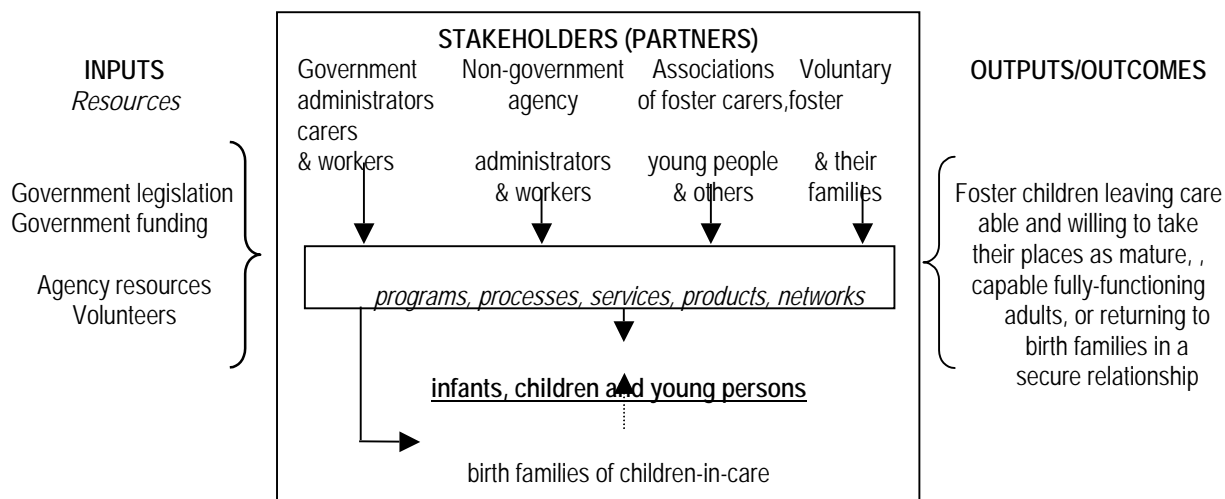 INPUTS
Resources
Government legislation
Government funding
Agency resources
Volunteers
STAKEHOLDERS (PARTNERS)
Government Non-government Associations Voluntary
administrators agency of foster carers,foster
carers
& workers administrators young people & their
& workers & others families
programs, processes, services, products, networks
infants, children and young persons
birth families of children-in-care
OUTPUTS/OUTCOMES
Foster children leaving care
able and willing to take
their places as mature, ,
capable fully-functioning
adults, or returning to
birth families in a
secure relationship